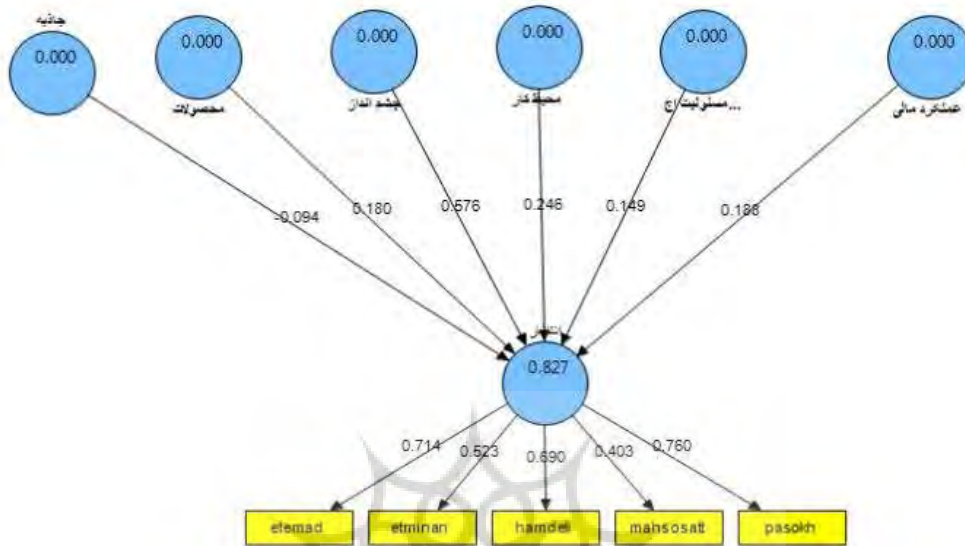 جاذبه
0.000
0.000
0.000
0.000
0.000
0.000
محصولات
چشم انداز
محیط کار
مسئولیت اج...
عملکرد مالی
-0.094
0.180
0.576
0.246
0.149
0.188
0.827
0.714
0.523
0.690
0.403
0.760
etemad
etminan
hamdeli
mahsosatt
pasokh